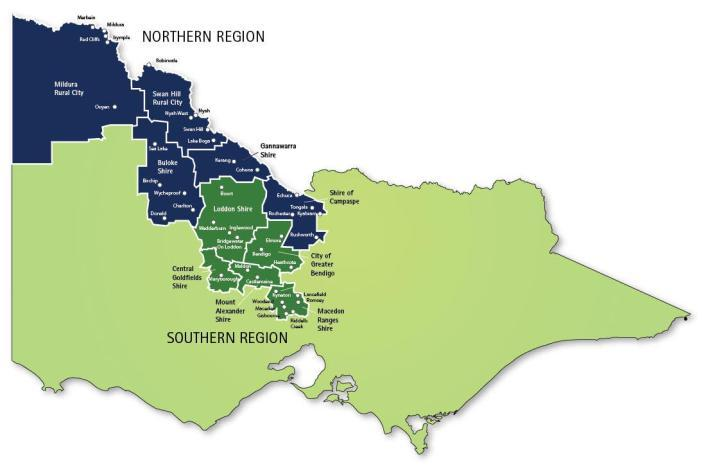 Merbein
Mildura
Irymple
Red Cliffs
NORTHERN REGION
Robinvale
Mildura
Rural City
Ouyen
Swan Hill
Rural City
Nyah
Nyah West
Swan Hill
Lake Boga
Sea Lake
Gannawarra
Shire
Kerang
Cohuna
Buloke
Shire
Birchip
Wycheproof
Charlton
Donald
Boort
Loddon Shire
Echuca
Shire of
Campaspe
Tongala
Rochester
Kyabram
Rushworth
Wedderburn
Inglewood
Bridgewater
On Loddon
Elmore
Bendigo
Heathcote
City of
Greater
Bendigo
Central
Goldfields
Shire
Maldon
Maryborough
Castlemaine
Mount
Alexander
Shire
Kyneton
Lancefield
Romsey
Woodend
Macedon
Gisborne
Riddells
Creek
Macedon
Ranges
Shire
SOUTHERN REGION